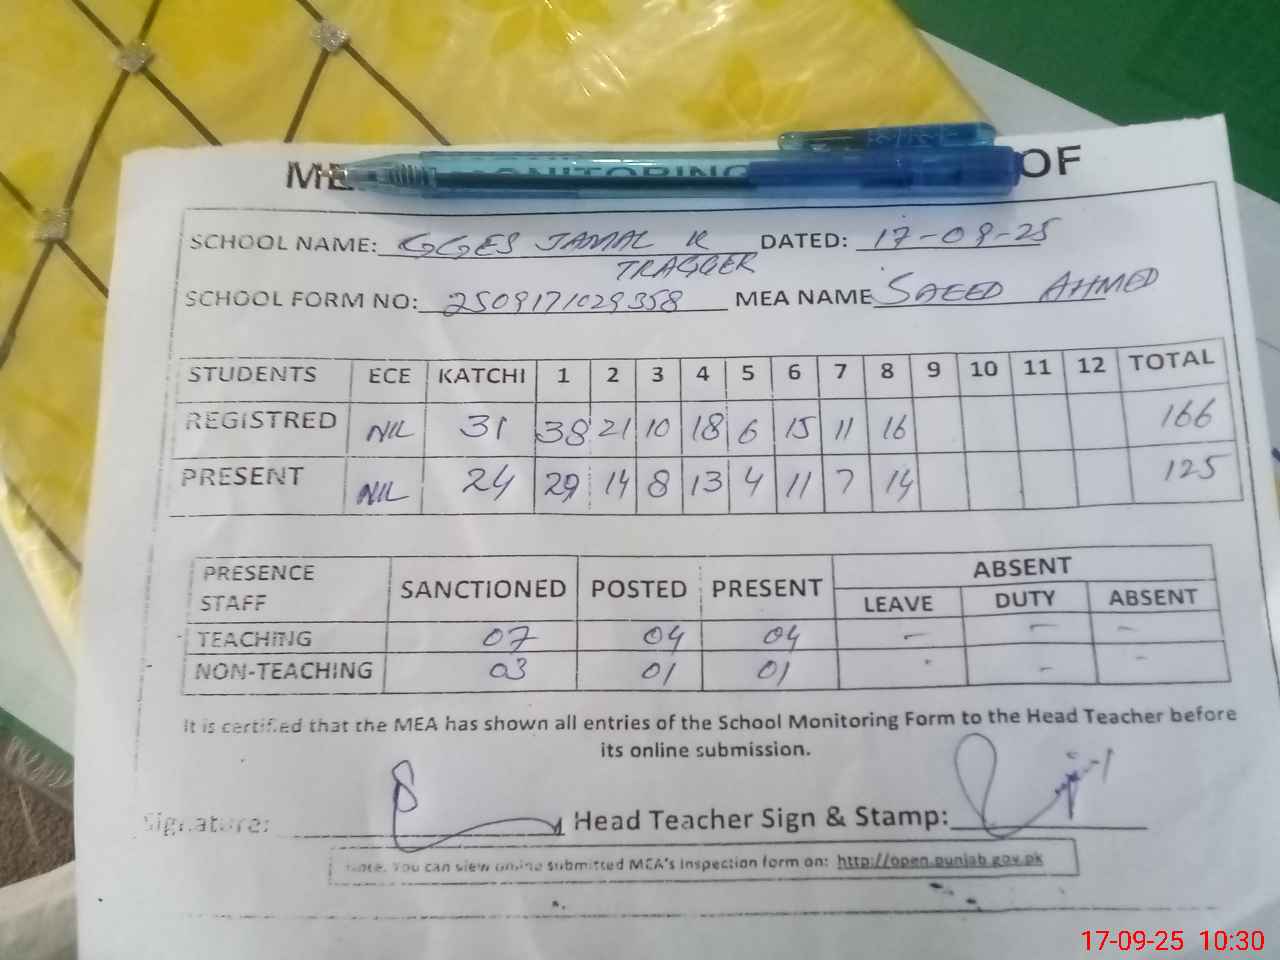 ME MONITORING OF
SCHOOL NAME: GGES JAMAL K DATED: 17-09-25
TRAGGER
SCHOOL FORM NO: 2509171029358 MEA NAME SAEED AHMED
STUDENTS ECE KATCHI 1 2 3 4 5 6 7 8 9 10 11 12 TOTAL
REGISTRED NIL 31 38 21 10 18 6 15 11 16 166
PRESENT NIL 24 29 14 8 13 4 11 7 14 125
PRESENCE STAFF SANCTIONED POSTED PRESENT ABSENT
LEAVE DUTY ABSENT
TEACHING 07 04 04 – – –
NON-TEACHING 03 01 01 - - -
It is certified that the MEA has shown all entries of the School Monitoring Form to the Head Teacher before
its online submission.
Signature: Head Teacher Sign & Stamp:
Note. You can view online submitted MEA's Inspection form on: http://open.punjab.gov.pk
17-09-25 10:30